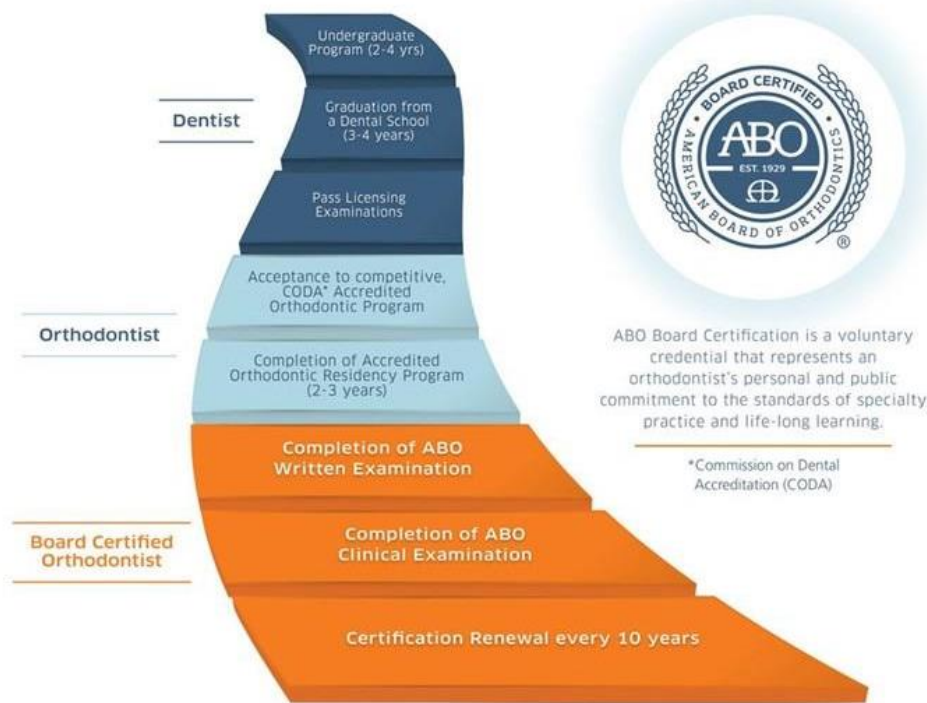 Undergraduate
Program (2-4 yrs)
Dentist
Graduation from
a Dental School
(3-4 years)
Pass Licensing
Examinations
Acceptance to competitive,
CODA* Accredited
Orthodontic Program
Orthodontist
Completion of Accredited
Orthodontic Residency Program
(2-3 years)
Completion of ABO
Written Examination
Board Certified
Orthodontist
Completion of ABO
Clinical Examination
Certification Renewal every 10 years
• BOARD CERTIFIED •
AMERICAN BOARD OF ORTHODONTICS
ABO
EST. 1929
®
ABO Board Certification is a voluntary
credential that represents an
orthodontist's personal and public
commitment to the standards of specialty
practice and life-long learning.
*Commission on Dental
Accreditation (CODA)